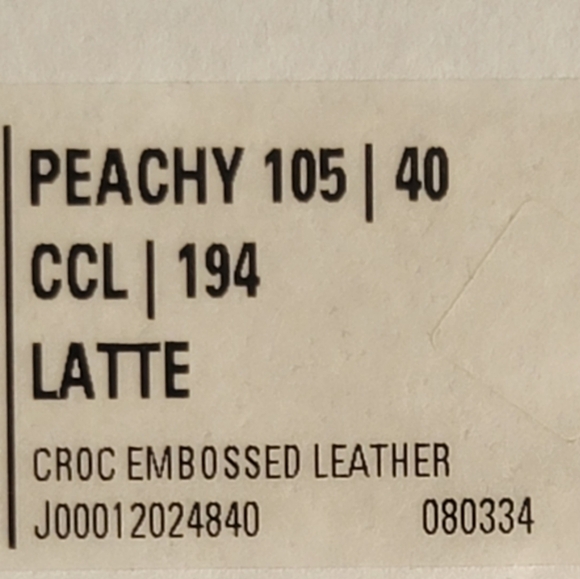 PEACHY 105 | 40
CCL | 194
LATTE
CROC EMBOSSED LEATHER
J00012024840 080334